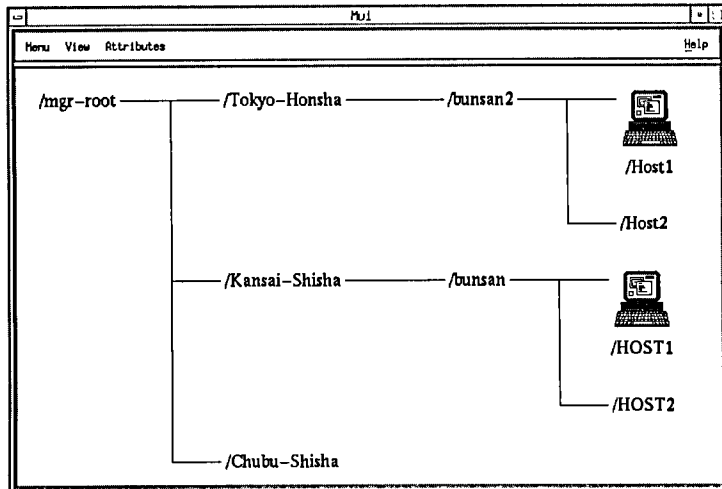 Mui
Menu View Attributes Help
/mgr-root /Tokyo-Honsha /bunsan2
/Host1
/Host2
/Kansai-Shisha /bunsan
/HOST1
/HOST2
/Chubu-Shisha